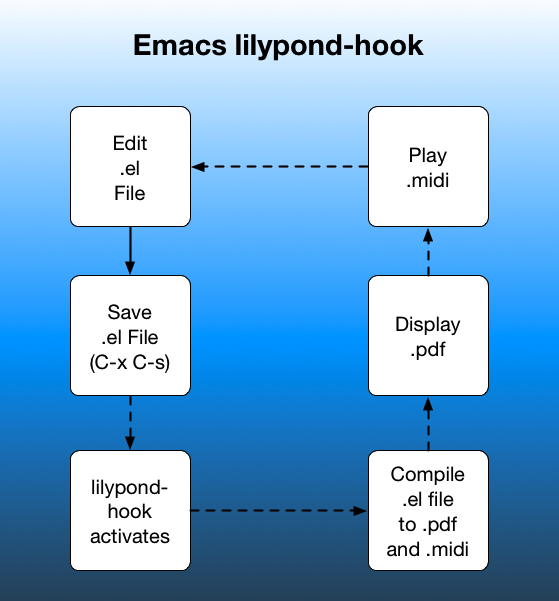 Emacs lilypond-hook
Edit
.el
File
Play
.midi
Save
.el File
(C-x C-s)
Display
.pdf
lilypond-
hook
activates
Compile
.el file
to .pdf
and .midi